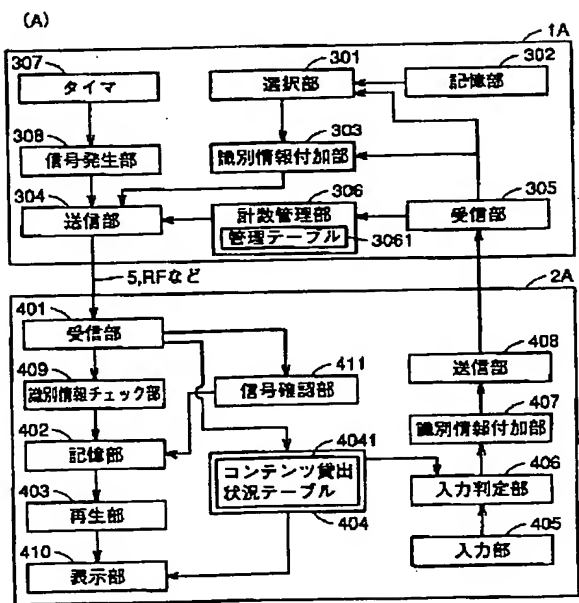 (A)
1A
307
タイマ
301
選択部
302
記憶部
308
信号発生部
303
識別情報付加部
304
送信部
306
計数管理部
管理テーブル
3061
305
受信部
5,RFなど
2A
401
受信部
409
識別情報チェック部
411
信号確認部
408
送信部
407
識別情報付加部
402
記憶部
4041
コンテンツ貸出
状況テーブル
404
406
入力判定部
403
再生部
405
入力部
410
表示部